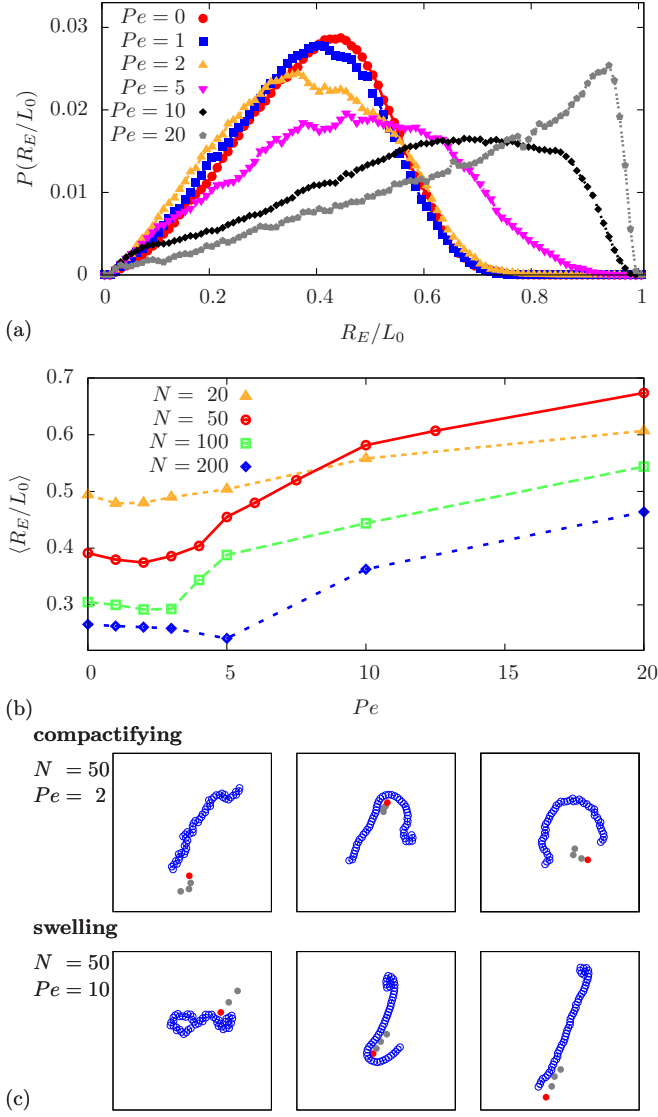 0.03
0.02
0.01
0
P(R_E/L_0)
Pe = 0
Pe = 1
Pe = 2
Pe = 5
Pe = 10
Pe = 20
0 0.2 0.4 0.6 0.8 1
(a) R_E/L_0
0.7
0.6
0.5
0.4
0.3
⟨R_E/L_0⟩
N = 20
N = 50
N = 100
N = 200
0 5 10 15 20
(b) Pe
compactifying
N = 50
Pe = 2
swelling
N = 50
Pe = 10
(c)